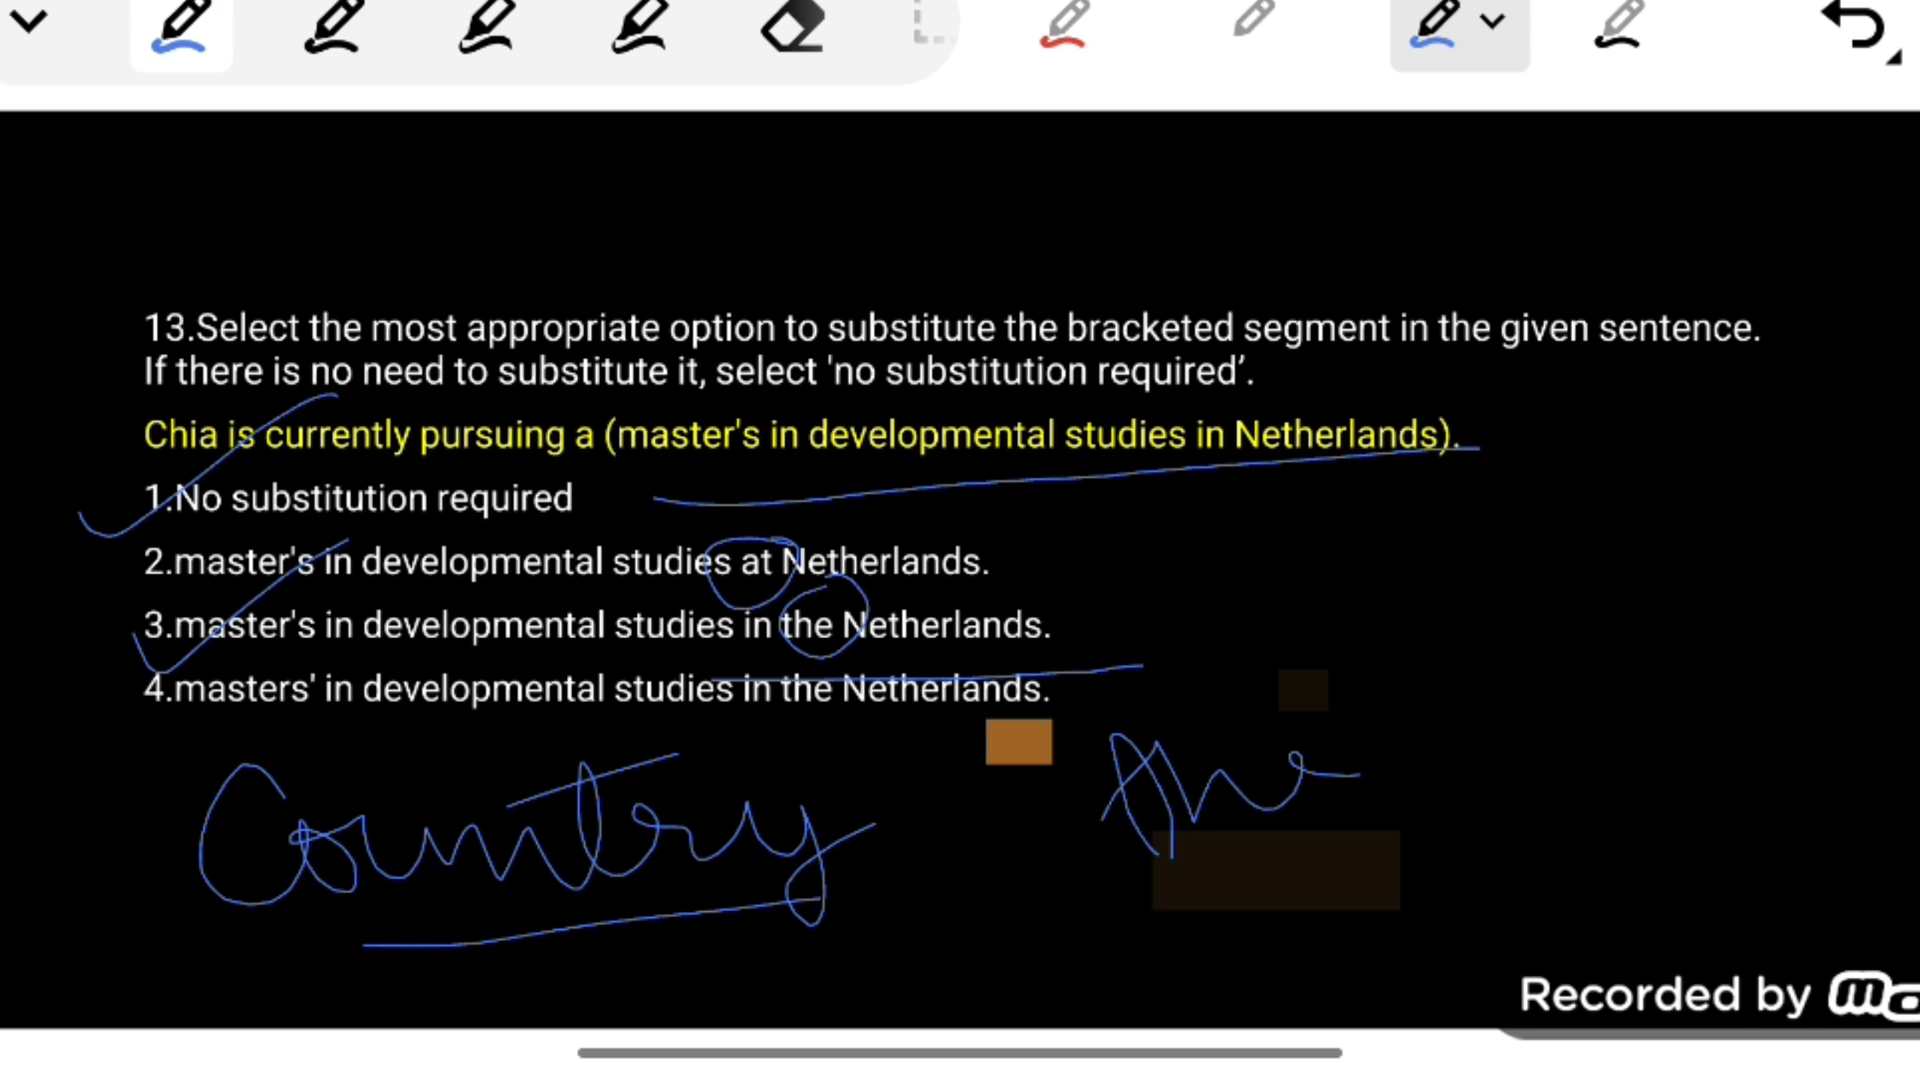 13.Select the most appropriate option to substitute the bracketed segment in the given sentence.
If there is no need to substitute it, select 'no substitution required’.
Chia is currently pursuing a (master's in developmental studies in Netherlands).
1.No substitution required
2.master's in developmental studies at Netherlands.
3.master's in developmental studies in the Netherlands.
4.masters' in developmental studies in the Netherlands.
Country
Recorded by